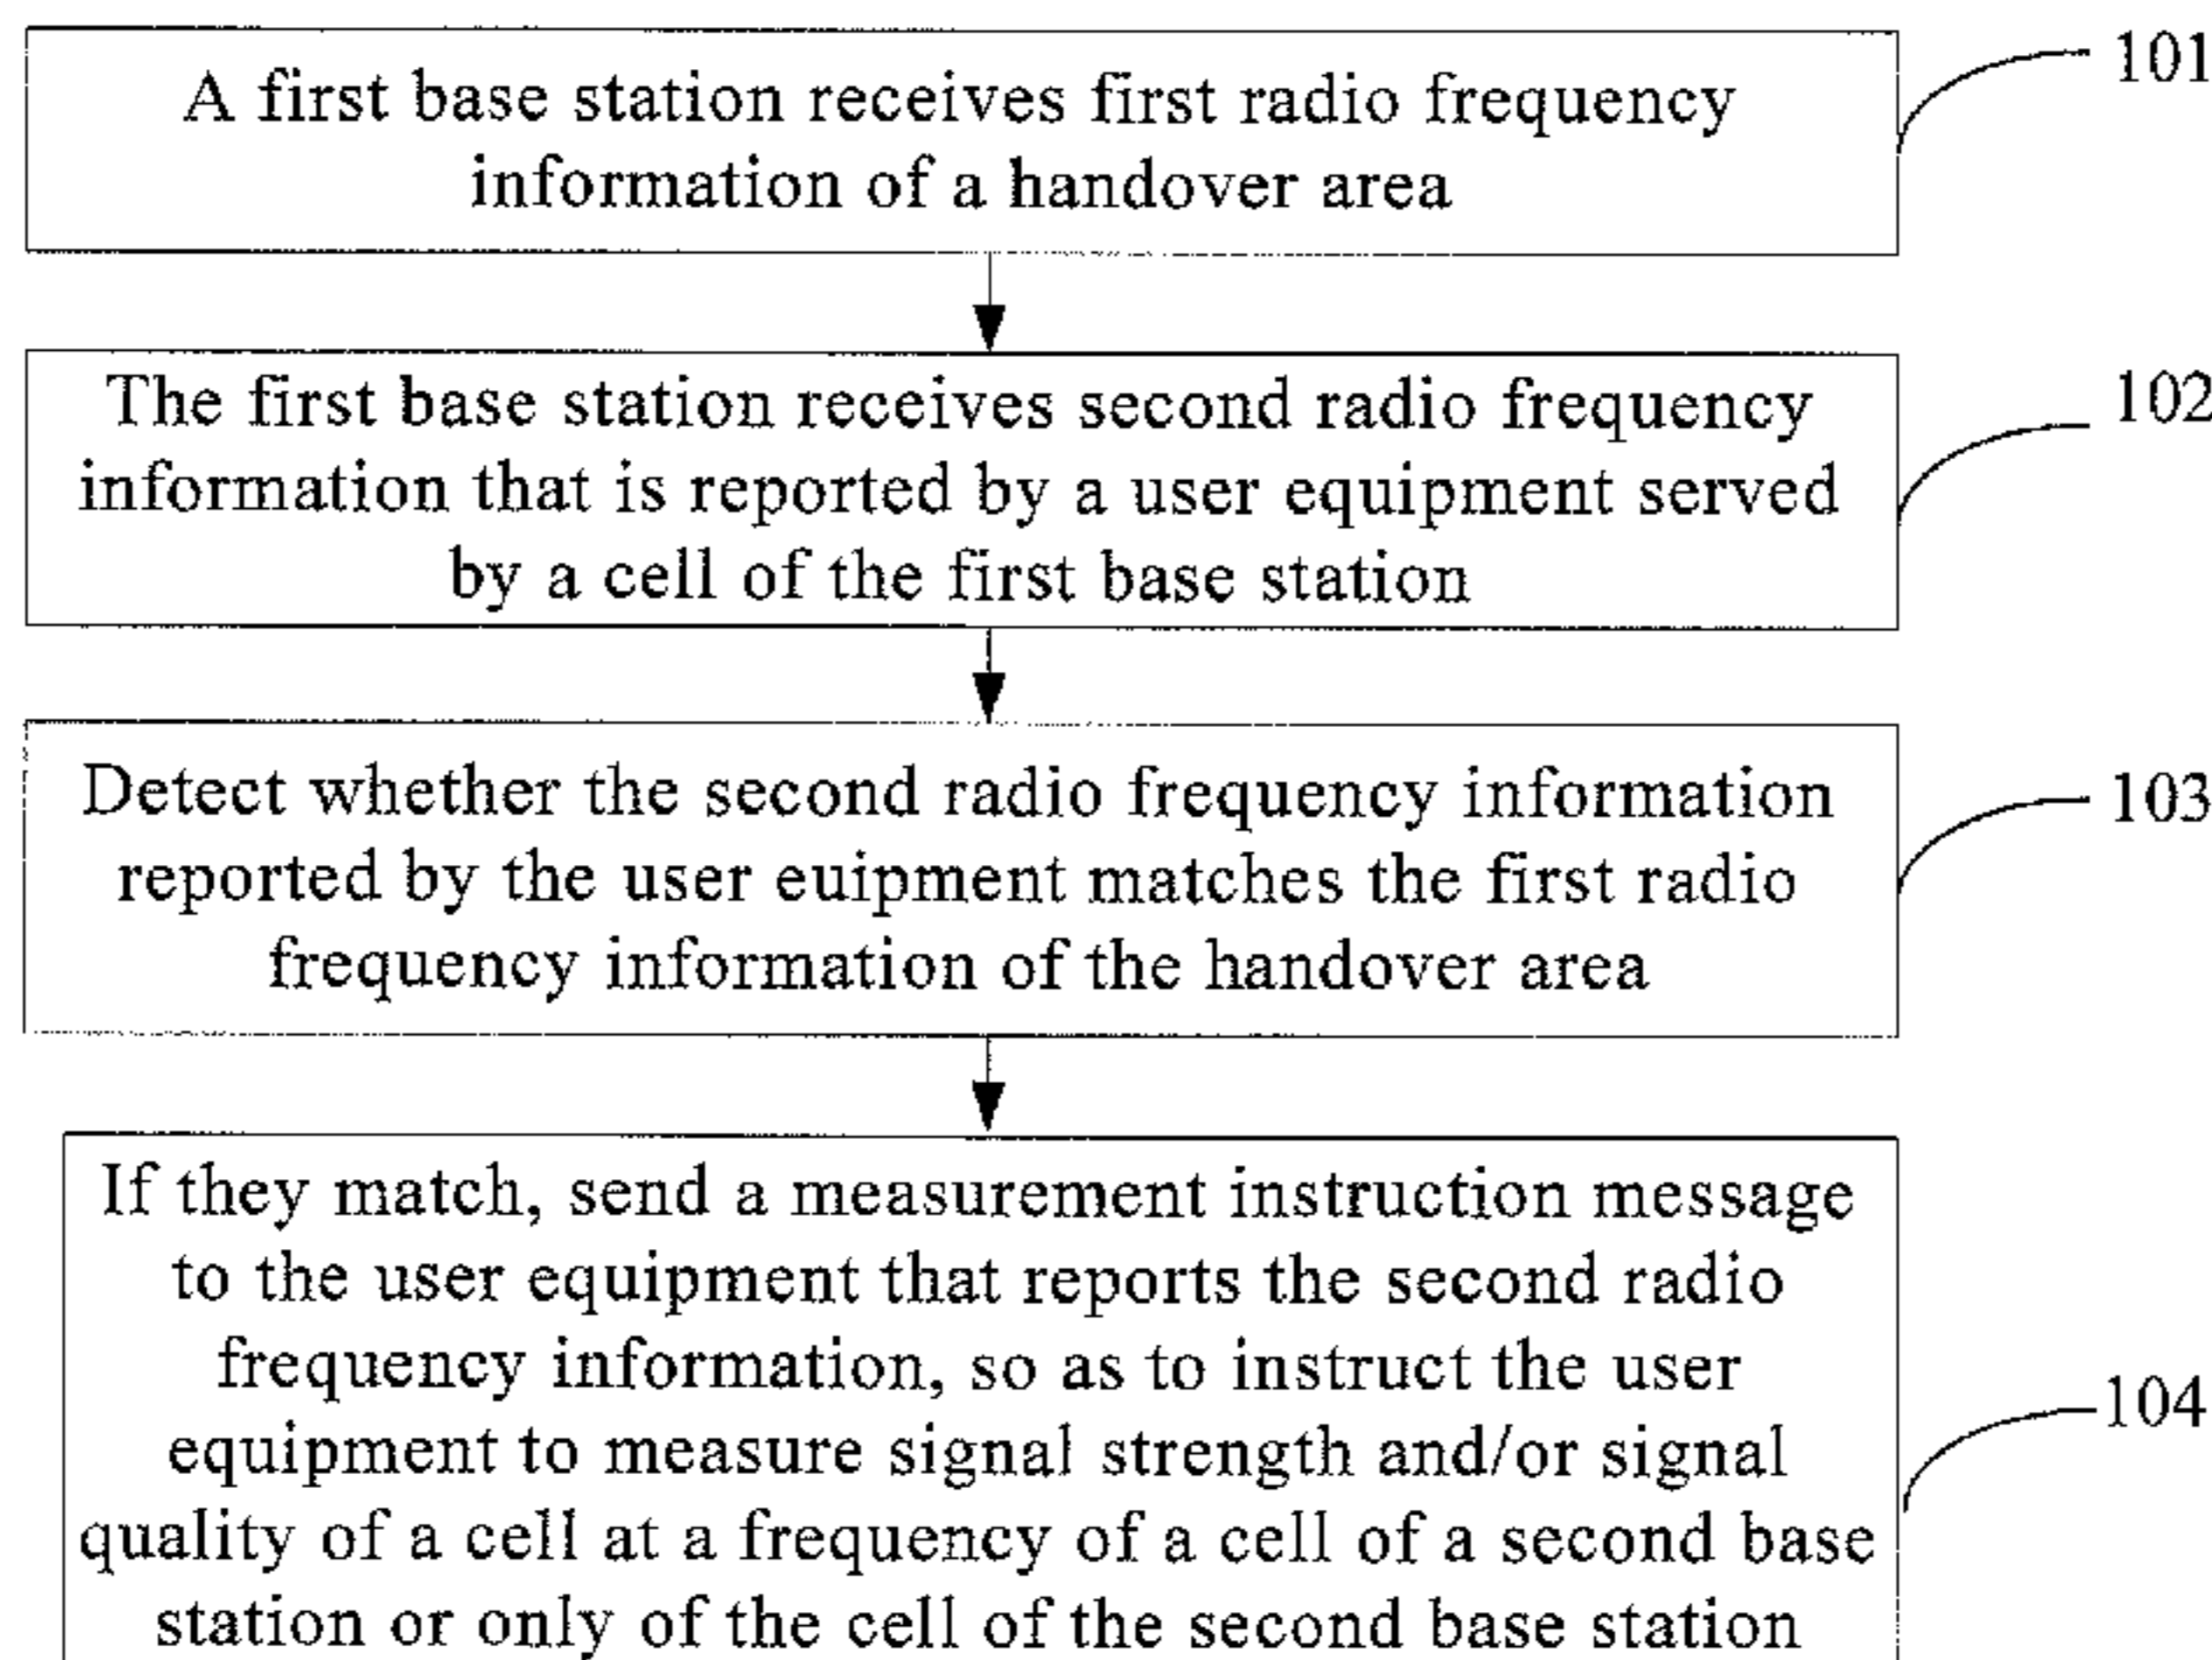 A first base station receives first radio frequency
information of a handover area
101
The first base station receives second radio frequency
information that is reported by a user equipment served
by a cell of the first base station
102
Detect whether the second radio frequency information
reported by the user euipment matches the first radio
frequency information of the handover area
103
If they match, send a measurement instruction message
to the user equipment that reports the second radio
frequency information, so as to instruct the user
equipment to measure signal strength and/or signal
quality of a cell at a frequency of a cell of a second base
station or only of the cell of the second base station
104